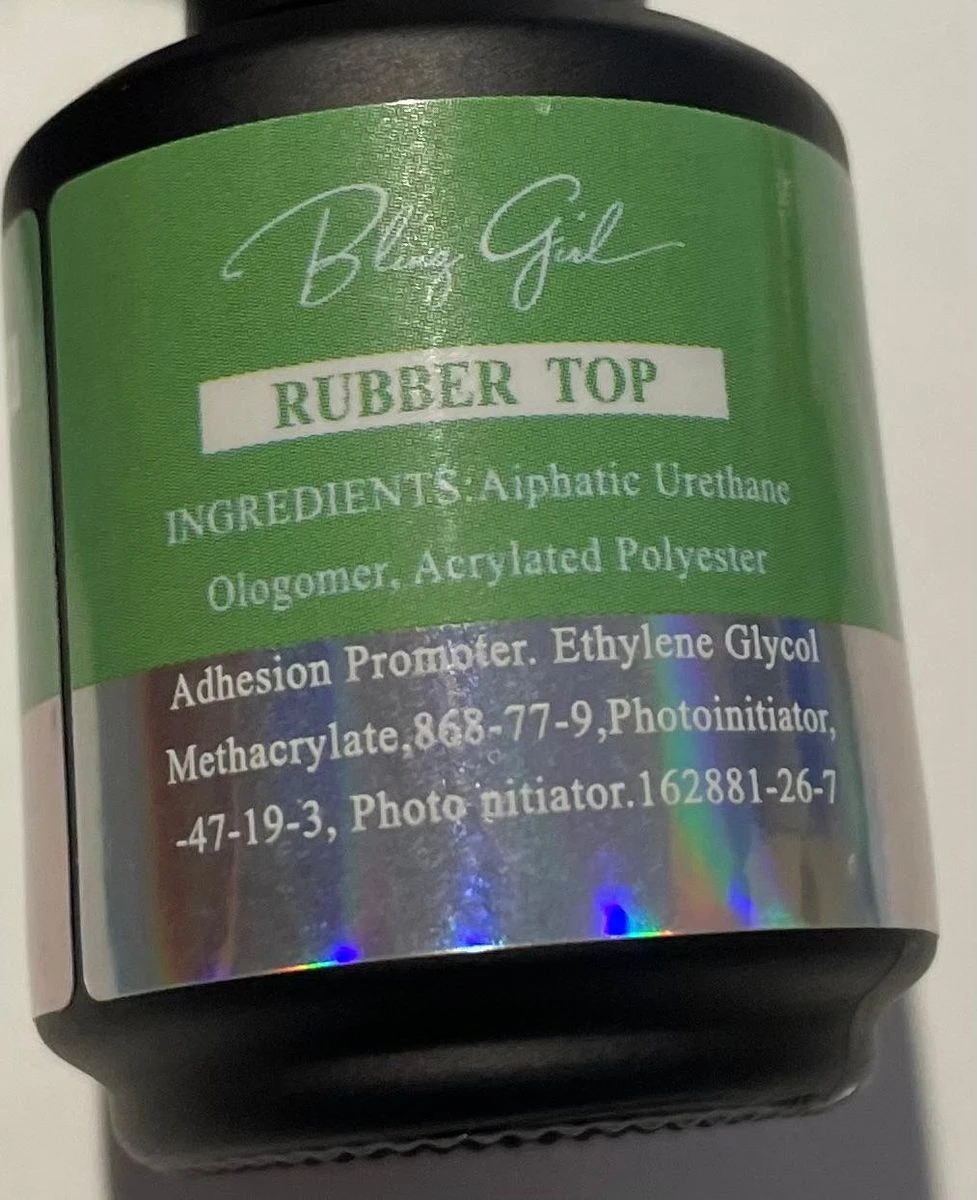 Bling Girl
RUBBER TOP
INGREDIENTS: Aiphatic Urethane
Ologomer, Acrylated Polyester
Adhesion Promoter. Ethylene Glycol
Methacrylate,868-77-9,Photoinitiator,
-47-19-3, Photo nitiator.162881-26-7